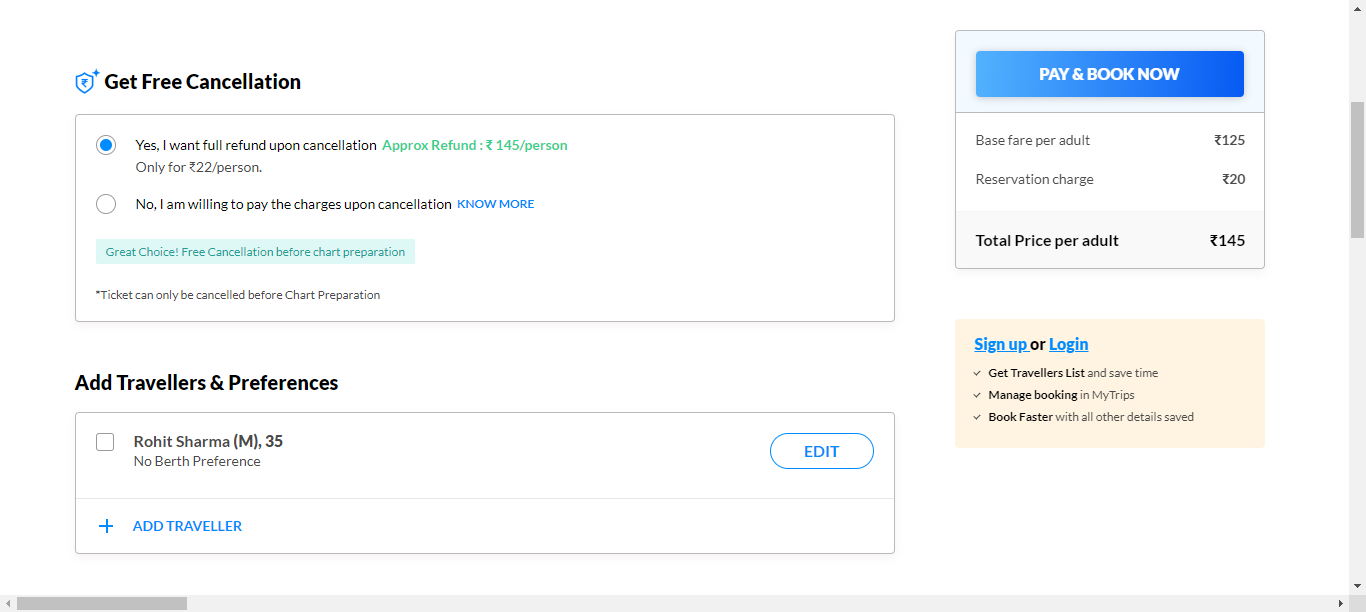 Get Free Cancellation
Yes, I want full refund upon cancellation Approx Refund : ₹ 145/person
Only for ₹22/person.
No, I am willing to pay the charges upon cancellation KNOW MORE
Great Choice! Free Cancellation before chart preparation
*Ticket can only be cancelled before Chart Preparation
Add Travellers & Preferences
Rohit Sharma (M), 35
No Berth Preference
EDIT
ADD TRAVELLER
PAY & BOOK NOW
Base fare per adult ₹125
Reservation charge ₹20
Total Price per adult ₹145
Sign up or Login
Get Travellers List and save time
Manage booking in MyTrips
Book Faster with all other details saved